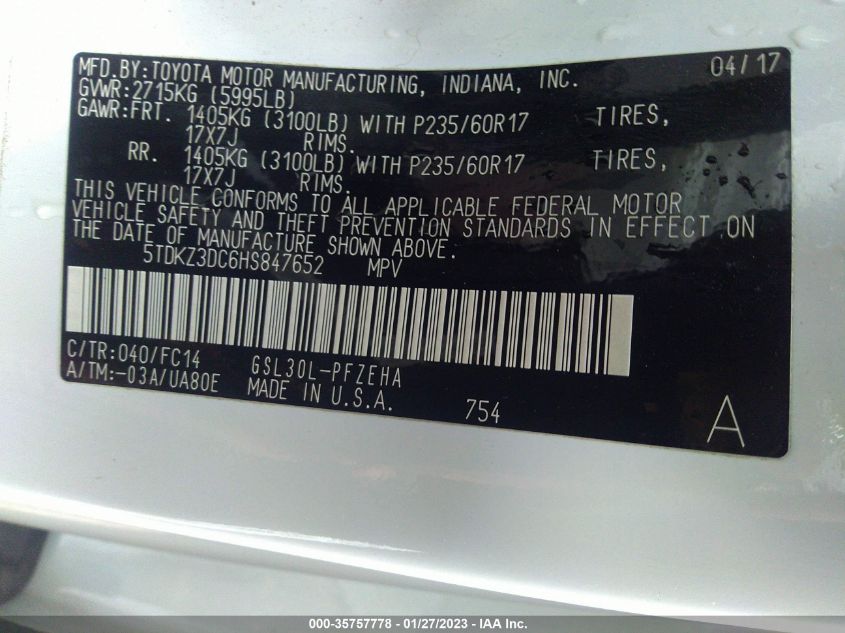 MFD.BY:TOYOTA MOTOR MANUFACTURING, INDIANA, INC. 04/17
GVWR:2715KG (5995LB)
GAWR:FRT. 1405KG (3100LB) WITH P235/60R17 TIRES,
17X7J RIMS.
RR. 1405KG (3100LB) WITH P235/60R17 TIRES,
17X7J RIMS.
THIS VEHICLE CONFORMS TO ALL APPLICABLE FEDERAL MOTOR
VEHICLE SAFETY AND THEFT PREVENTION STANDARDS IN EFFECT ON
THE DATE OF MANUFACTURE SHOWN ABOVE.
5TDKZ3DC6HS847652 MPV
C/TR:040/FC14 GSL30L-PFZEHA
A/TM:-03A/UA80E MADE IN U.S.A. 754 A
000-35757778 - 01/27/2023 - IAA Inc.